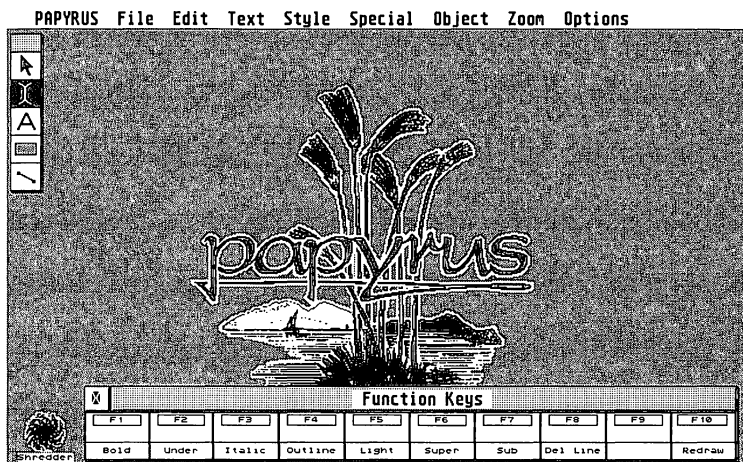 PAPYRUS File Edit Text Style Special Object Zoom Options
A
papyrus
Function Keys
F1 F2 F3 F4 F5 F6 F7 F8 F9 F10
Bold Under Italic Outline Light Super Sub Del Line Redraw
Shredder